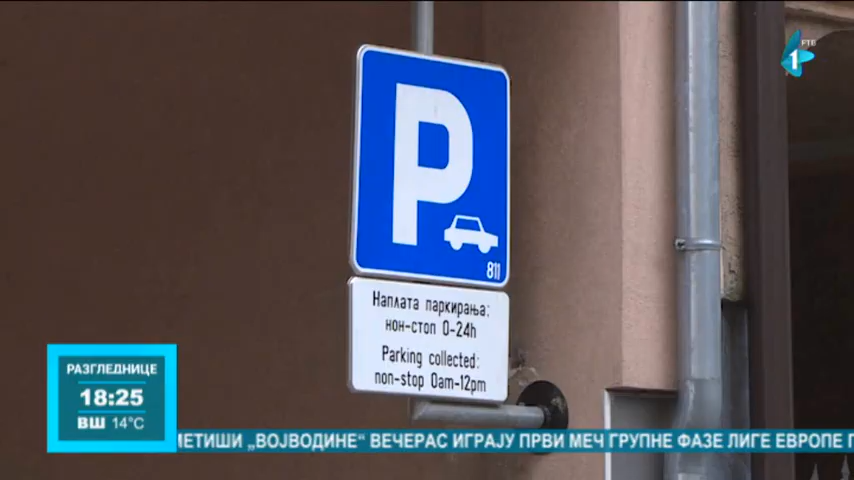 РТВ
1
P
811
Наплата паркирања:
нон-стоп 0-24h
Parking collected:
non-stop 0am-12pm
РАЗГЛЕДНИЦЕ
18:25
ВШ 14°C
МЕТИШИ „ВОЈВОДИНЕ“ ВЕЧЕРАС ИГРАЈУ ПРВИ МЕЧ ГРУПНЕ ФАЗЕ ЛИГЕ ЕВРОПЕ